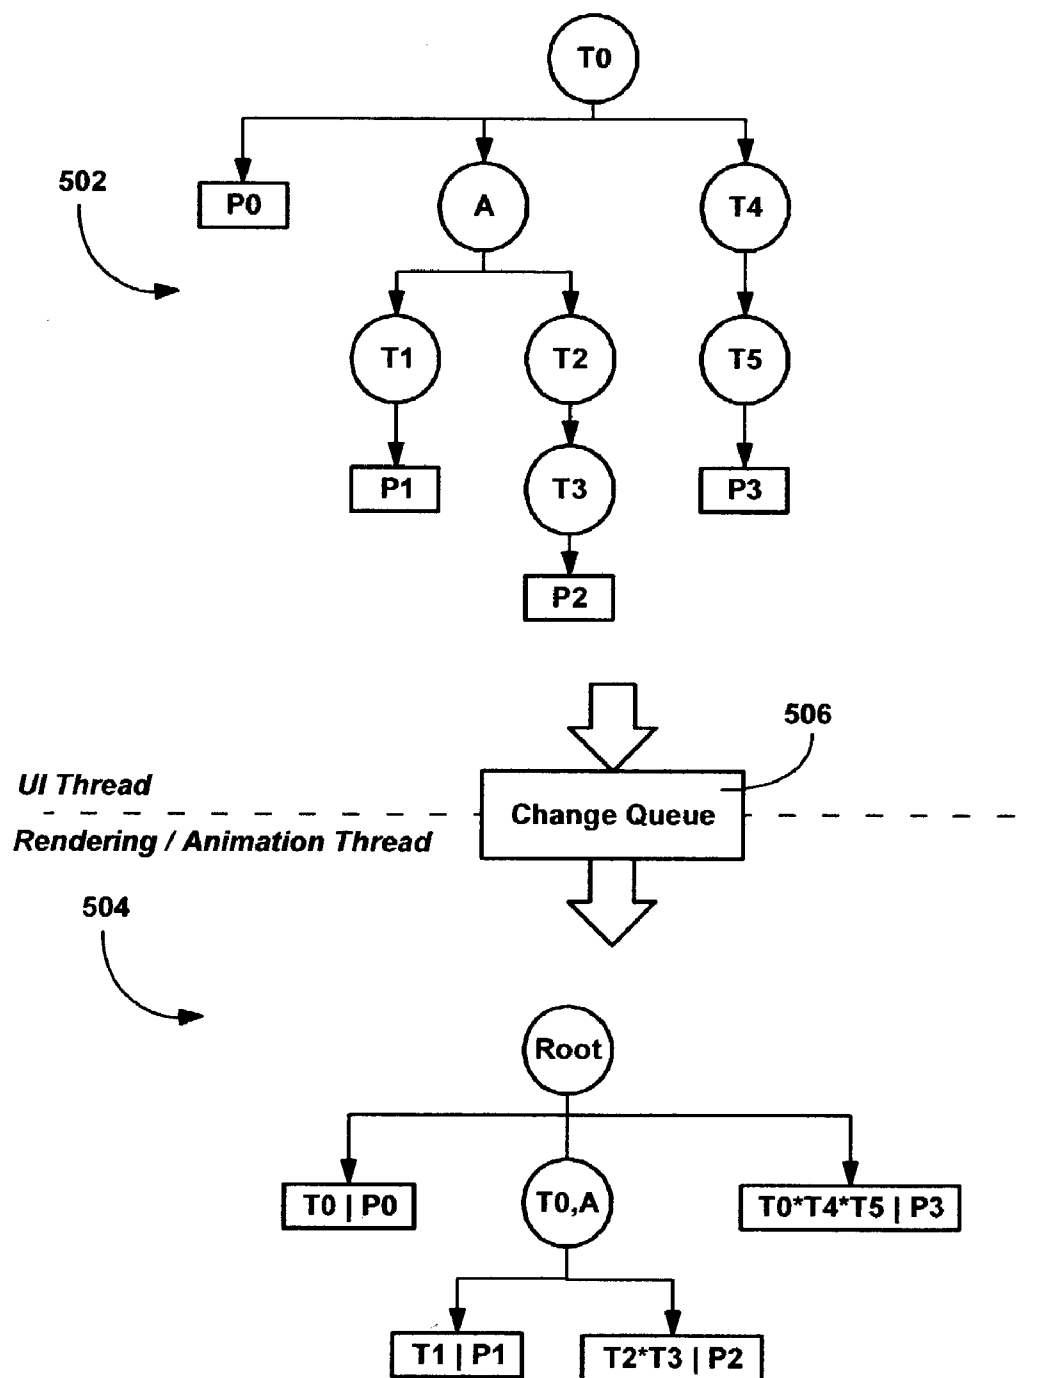 T0
502
P0
A
T4
T1
T2
T5
P1
T3
P3
P2
506
UI Thread
Change Queue
Rendering / Animation Thread
504
Root
T0 | P0
T0,A
T0*T4*T5 | P3
T1 | P1
T2*T3 | P2